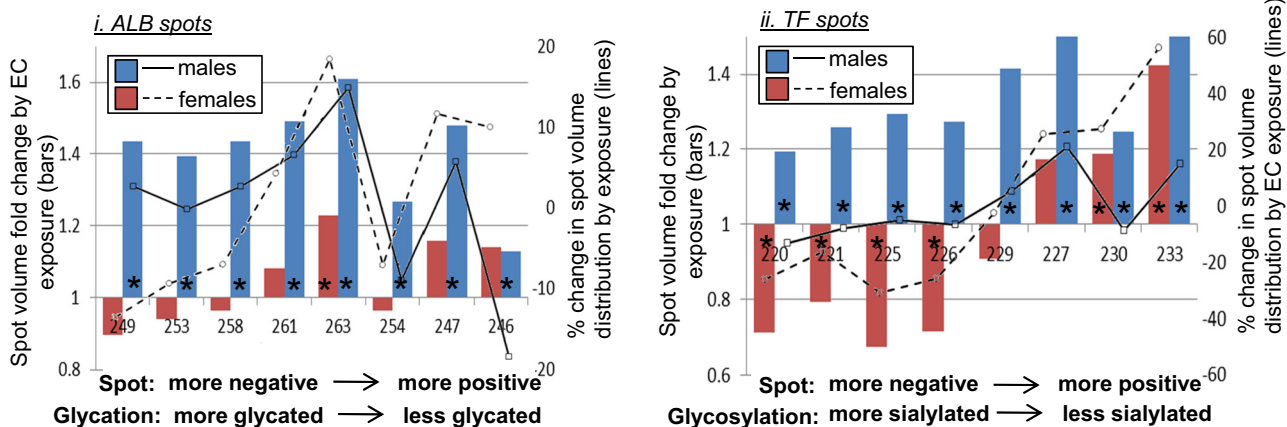 i. ALB spots
Spot volume fold change by EC
exposure (bars)
1.6
1.4
1.2
1
0.8
males
females
* * * * * * * * *
249 253 258 261 263 254 247 246
20
10
0
-10
-20
% change in spot volume
distribution by exposure (lines)
Spot: more negative → more positive
Glycation: more glycated → less glycated
ii. TF spots
Spot volume fold change by
exposure (bars)
1.4
1.2
1
0.8
0.6
males
females
* * * * * * * * *
* * * *
220 221 225 226 229 227 230 233
60
40
20
0
-20
-40
-60
% change in spot volume
distribution by EC exposure (lines)
Spot: more negative → more positive
Glycosylation: more sialylated → less sialylated